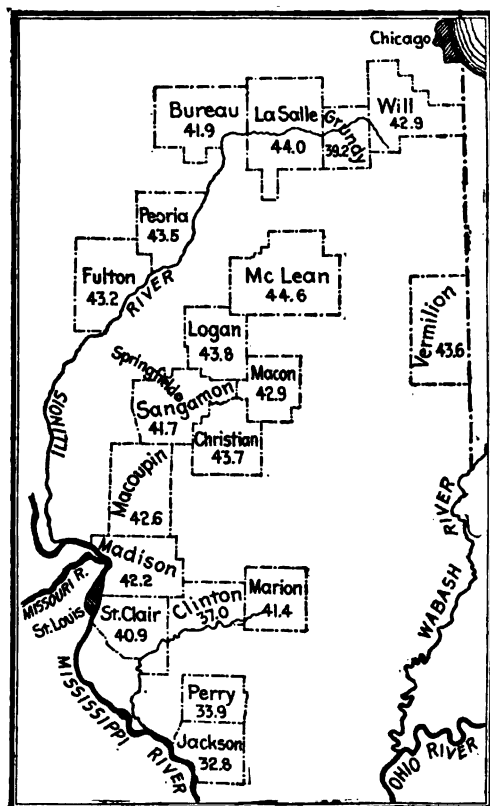 Chicago
Bureau
41.9
La Salle
44.0
Grundy
39.2
Will
42.9
Peoria
43.5
Fulton
43.2
ILLINOIS RIVER
Mc Lean
44.6
Vermilion
43.6
Logan
43.8
Springfield
Sangamon
41.7
Macon
42.9
Christian
43.7
Macoupin
42.6
Madison
42.2
MISSOURI R.
St. Louis
St. Clair
40.9
Clinton
37.0
Marion
41.4
WABASH RIVER
Perry
33.9
Jackson
32.8
MISSISSIPPI RIVER
OHIO RIVER